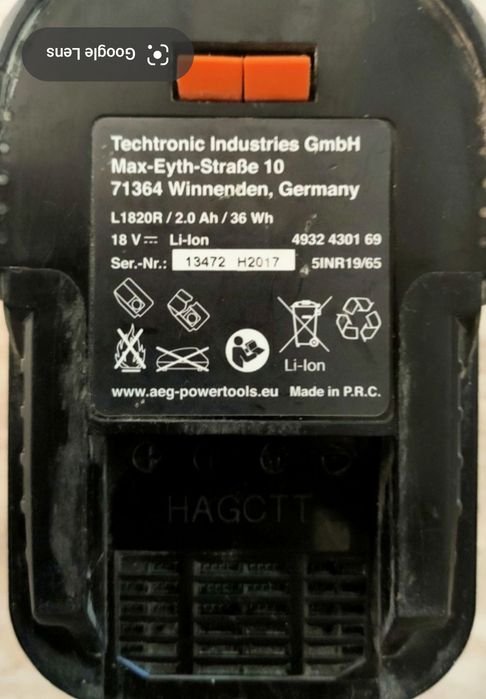 Google Lens
Techtronic Industries GmbH
Max-Eyth-Straße 10
71364 Winnenden, Germany
L1820R / 2.0 Ah / 36 Wh
18 V Li-Ion 4932 4301 69
Ser.-Nr.: 13472 H2017 5INR19/65
Li-Ion
www.aeg-powertools.eu Made in P.R.C.